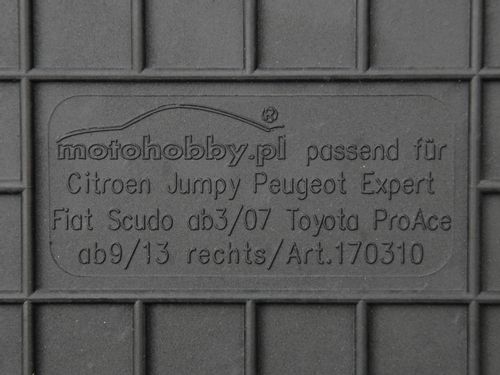 motohobby.pl ® passend für
Citroen Jumpy Peugeot Expert
Fiat Scudo ab3/07 Toyota ProAce
ab9/13 rechts/Art.170310